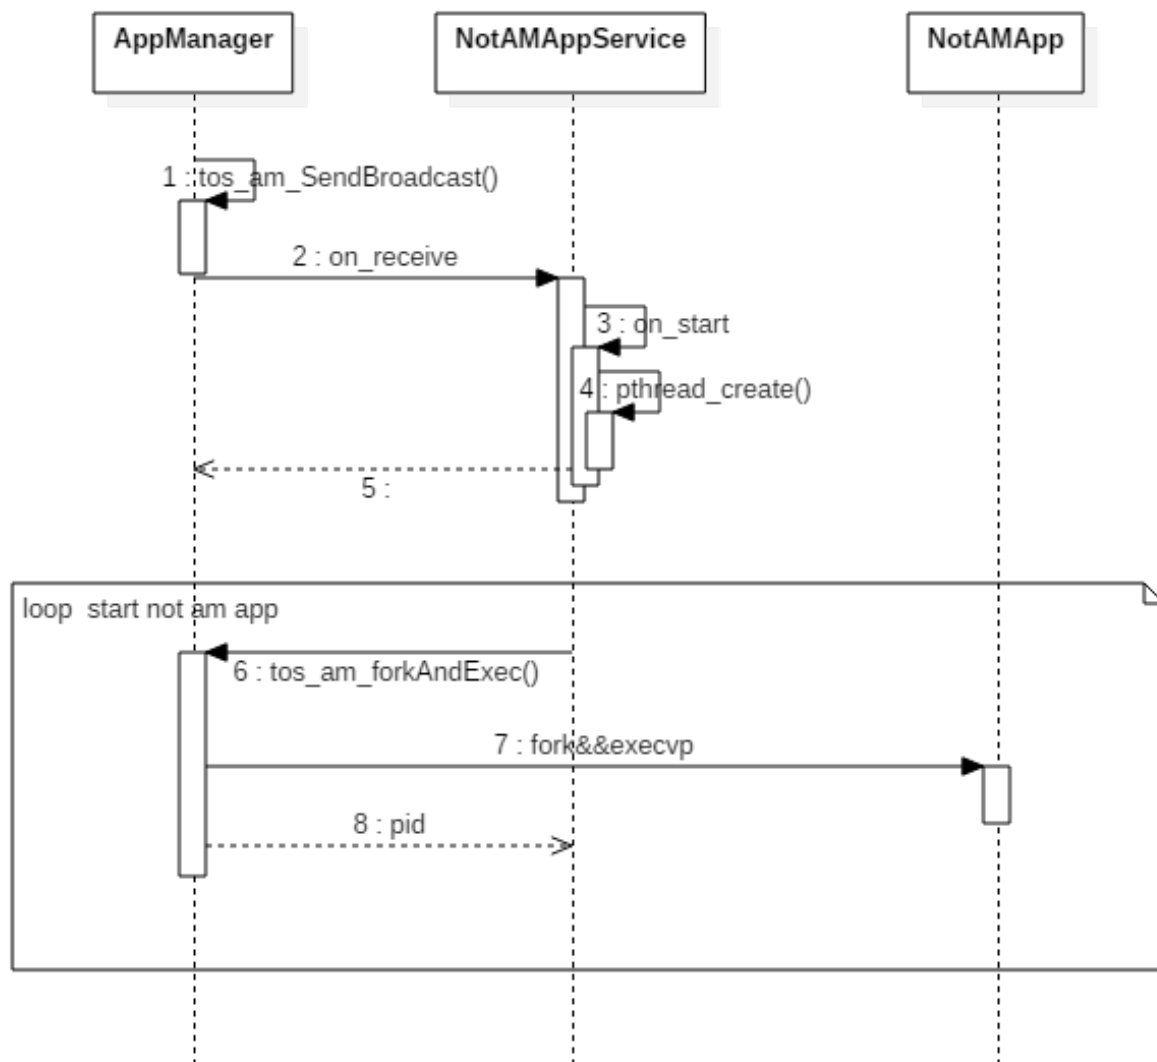 AppManager
NotAMAppService
NotAMApp
1 : tos_am_SendBroadcast()
2 : on_receive
3 : on_start
4 : pthread_create()
5 :
loop  start not am app
6 : tos_am_forkAndExec()
7 : fork&&execvp
8 : pid